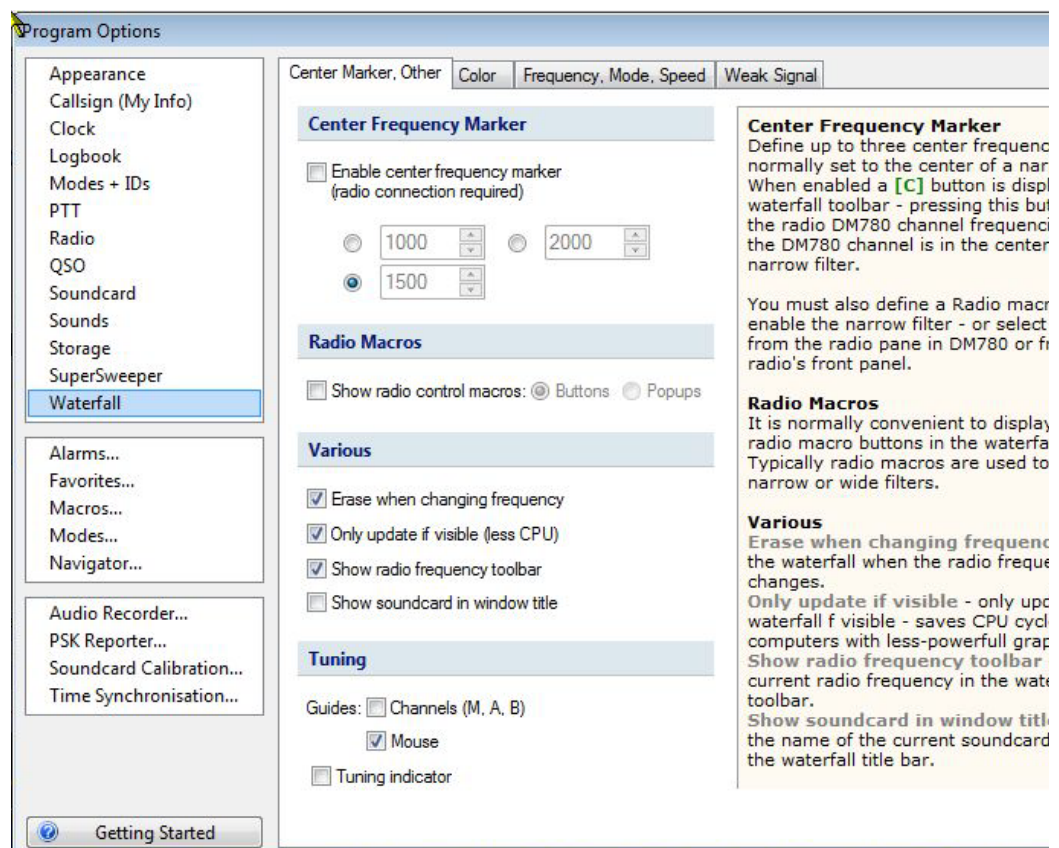 Program Options
Appearance
Callsign (My Info)
Clock
Logbook
Modes + IDs
PTT
Radio
QSO
Soundcard
Sounds
Storage
SuperSweeper
Waterfall
Alarms...
Favorites...
Macros...
Modes...
Navigator...
Audio Recorder...
PSK Reporter...
Soundcard Calibration...
Time Synchronisation...
Getting Started
Center Marker, Other Color Frequency, Mode, Speed Weak Signal
Center Frequency Marker
Enable center frequency marker
(radio connection required)
1000 2000
1500
Radio Macros
Show radio control macros: Buttons Popups
Various
Erase when changing frequency
Only update if visible (less CPU)
Show radio frequency toolbar
Show soundcard in window title
Tuning
Guides: Channels (M, A, B)
Mouse
Tuning indicator
Center Frequency Marker
Define up to three center
normally set to the center of a
When enabled a [C] button is
waterfall toolbar - pressing this
the radio DM780 channel
the DM780 channel is in the center
narrow filter.
You must also define a Radio
enable the narrow filter - or select
from the radio pane in DM780 or
radio's front panel.
Radio Macros
It is normally convenient to display
radio macro buttons in the
Typically radio macros are used to
narrow or wide filters.
Various
Erase when changing
the waterfall when the radio
changes.
Only update if visible - only
waterfall f visible - saves CPU
computers with less-powerfull
Show radio frequency toolbar
current radio frequency in the
toolbar.
Show soundcard in window
the name of the current soundcard
the waterfall title bar.